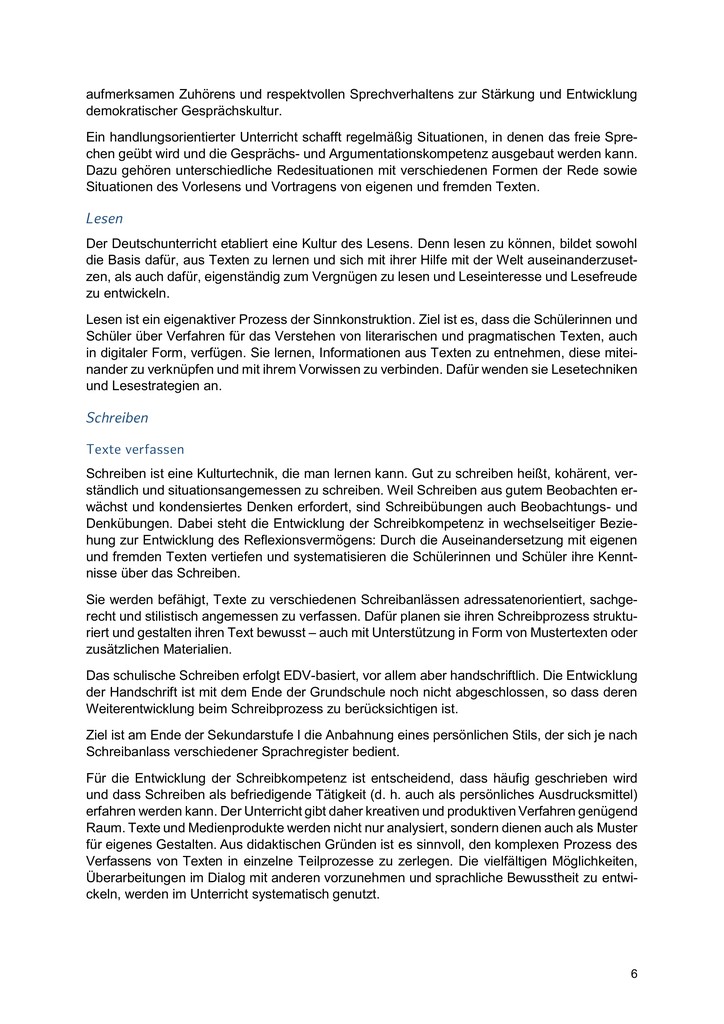 aufmerksamen Zuhörens und respektvollen Sprechverhaltens zur Stärkung und Entwicklung
demokratischer Gesprächskultur.
Ein handlungsorientierter Unterricht schafft regelmäßig Situationen, in denen das freie Spre-
chen geübt wird und die Gesprächs- und Argumentationskompetenz ausgebaut werden kann.
Dazu gehören unterschiedliche Redesituationen mit verschiedenen Formen der Rede sowie
Situationen des Vorlesens und Vortragens von eigenen und fremden Texten.
Lesen
Der Deutschunterricht etabliert eine Kultur des Lesens. Denn lesen zu können, bildet sowohl
die Basis dafür, aus Texten zu lernen und sich mit ihrer Hilfe mit der Welt auseinanderzuset-
zen, als auch dafür, eigenständig zum Vergnügen zu lesen und Leseinteresse und Lesefreude
zu entwickeln.
Lesen ist ein eigenaktiver Prozess der Sinnkonstruktion. Ziel ist es, dass die Schülerinnen und
Schüler über Verfahren für das Verstehen von literarischen und pragmatischen Texten, auch
in digitaler Form, verfügen. Sie lernen, Informationen aus Texten zu entnehmen, diese mitei-
nander zu verknüpfen und mit ihrem Vorwissen zu verbinden. Dafür wenden sie Lesetechniken
und Lesestrategien an.
Schreiben
Texte verfassen
Schreiben ist eine Kulturtechnik, die man lernen kann. Gut zu schreiben heißt, kohärent, ver-
ständlich und situationsangemessen zu schreiben. Weil Schreiben aus gutem Beobachten er-
wächst und kondensiertes Denken erfordert, sind Schreibübungen auch Beobachtungs- und
Denkübungen. Dabei steht die Entwicklung der Schreibkompetenz in wechselseitiger Bezie-
hung zur Entwicklung des Reflexionsvermögens: Durch die Auseinandersetzung mit eigenen
und fremden Texten vertiefen und systematisieren die Schülerinnen und Schüler ihre Kennt-
nisse über das Schreiben.
Sie werden befähigt, Texte zu verschiedenen Schreibanlässen adressatenorientiert, sachge-
recht und stilistisch angemessen zu verfassen. Dafür planen sie ihren Schreibprozess struktu-
riert und gestalten ihren Text bewusst – auch mit Unterstützung in Form von Mustertexten oder
zusätzlichen Materialien.
Das schulische Schreiben erfolgt EDV-basiert, vor allem aber handschriftlich. Die Entwicklung
der Handschrift ist mit dem Ende der Grundschule noch nicht abgeschlossen, so dass deren
Weiterentwicklung beim Schreibprozess zu berücksichtigen ist.
Ziel ist am Ende der Sekundarstufe I die Anbahnung eines persönlichen Stils, der sich je nach
Schreibanlass verschiedener Sprachregister bedient.
Für die Entwicklung der Schreibkompetenz ist entscheidend, dass häufig geschrieben wird
und dass Schreiben als befriedigende Tätigkeit (d. h. auch als persönliches Ausdrucksmittel)
erfahren werden kann. Der Unterricht gibt daher kreativen und produktiven Verfahren genügend
Raum. Texte und Medienprodukte werden nicht nur analysiert, sondern dienen auch als Muster
für eigenes Gestalten. Aus didaktischen Gründen ist es sinnvoll, den komplexen Prozess des
Verfassens von Texten in einzelne Teilprozesse zu zerlegen. Die vielfältigen Möglichkeiten,
Überarbeitungen im Dialog mit anderen vorzunehmen und sprachliche Bewusstheit zu entwi-
ckeln, werden im Unterricht systematisch genutzt.
6